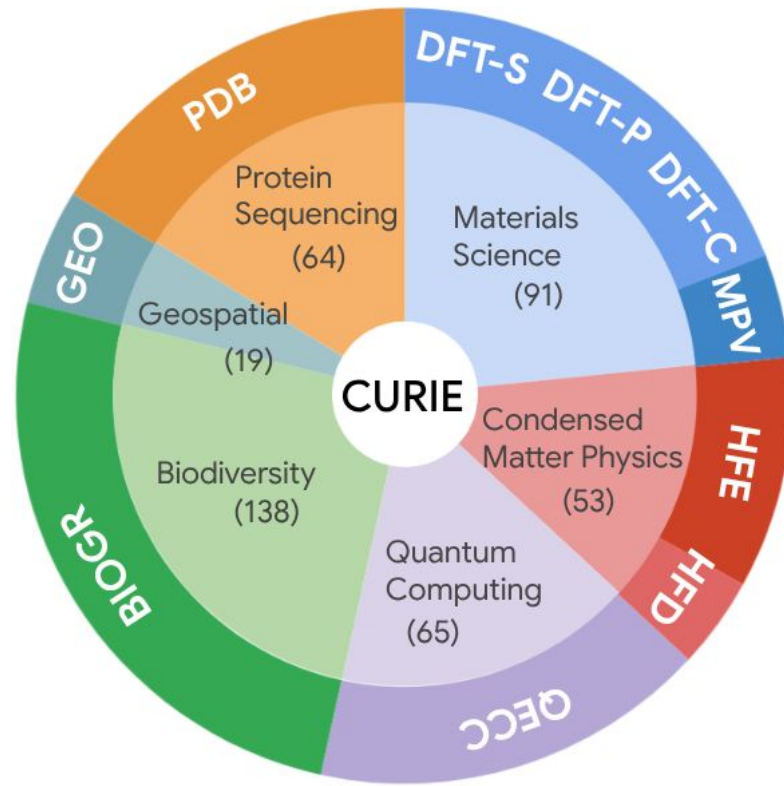 PDB
DFT-S DFT-P DFT-C
MPV
HFE
HFD
QECC
BIOGR
GEO
Protein
Sequencing
(64)
Materials
Science
(91)
Geospatial
(19)
CURIE
Condensed
Matter Physics
(53)
Biodiversity
(138)
Quantum
Computing
(65)